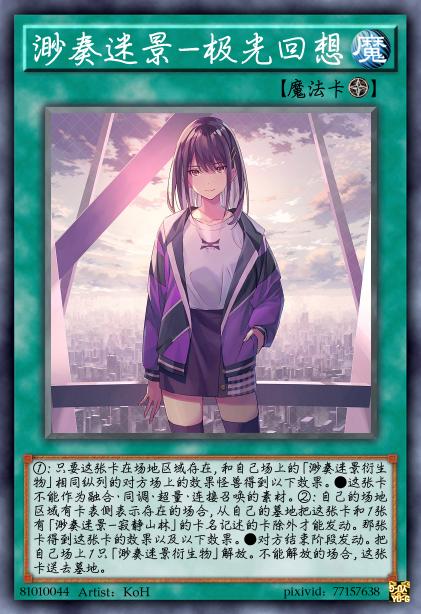 渺奏迷景-极光回想
魔
【魔法卡】
①：只要这张卡在场地区域存在，和自己场上的「渺奏迷景衍生
物」相同纵列的对方场上的效果怪兽得到以下效果。●这张卡
不能作为融合·同调·超量·连接召唤的素材。②：自己的场地
区域有卡表侧表示存在的场合，从自己的墓地把这张卡和1张
有「渺奏迷景-寂静山林」的卡名记述的卡除外才能发动。那张
卡得到这张卡的效果以及以下效果。●对方结束阶段发动。把
自己场上1只「渺奏迷景衍生物」解放。不能解放的场合，这张
卡送去墓地。
81010044 Artist: KoH pixivid: 77157638